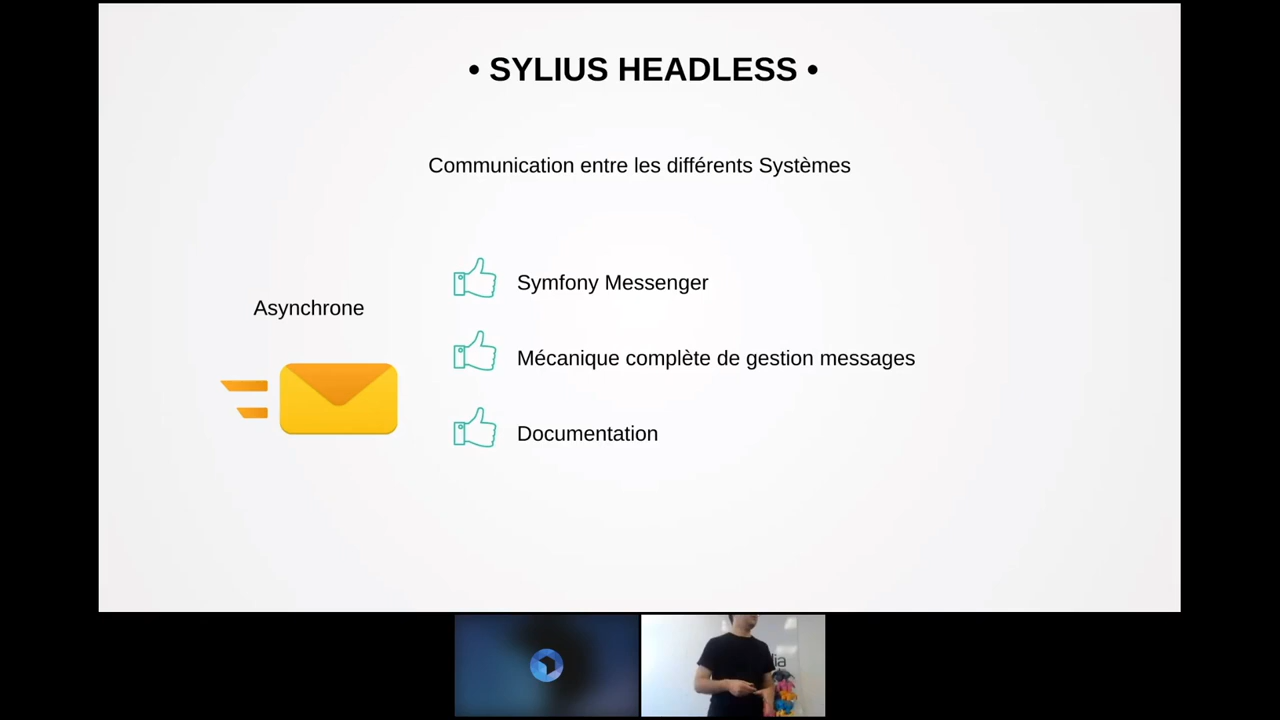 • SYLIUS HEADLESS •
Communication entre les différents Systèmes
Symfony Messenger
Asynchrone
Mécanique complète de gestion messages
Documentation